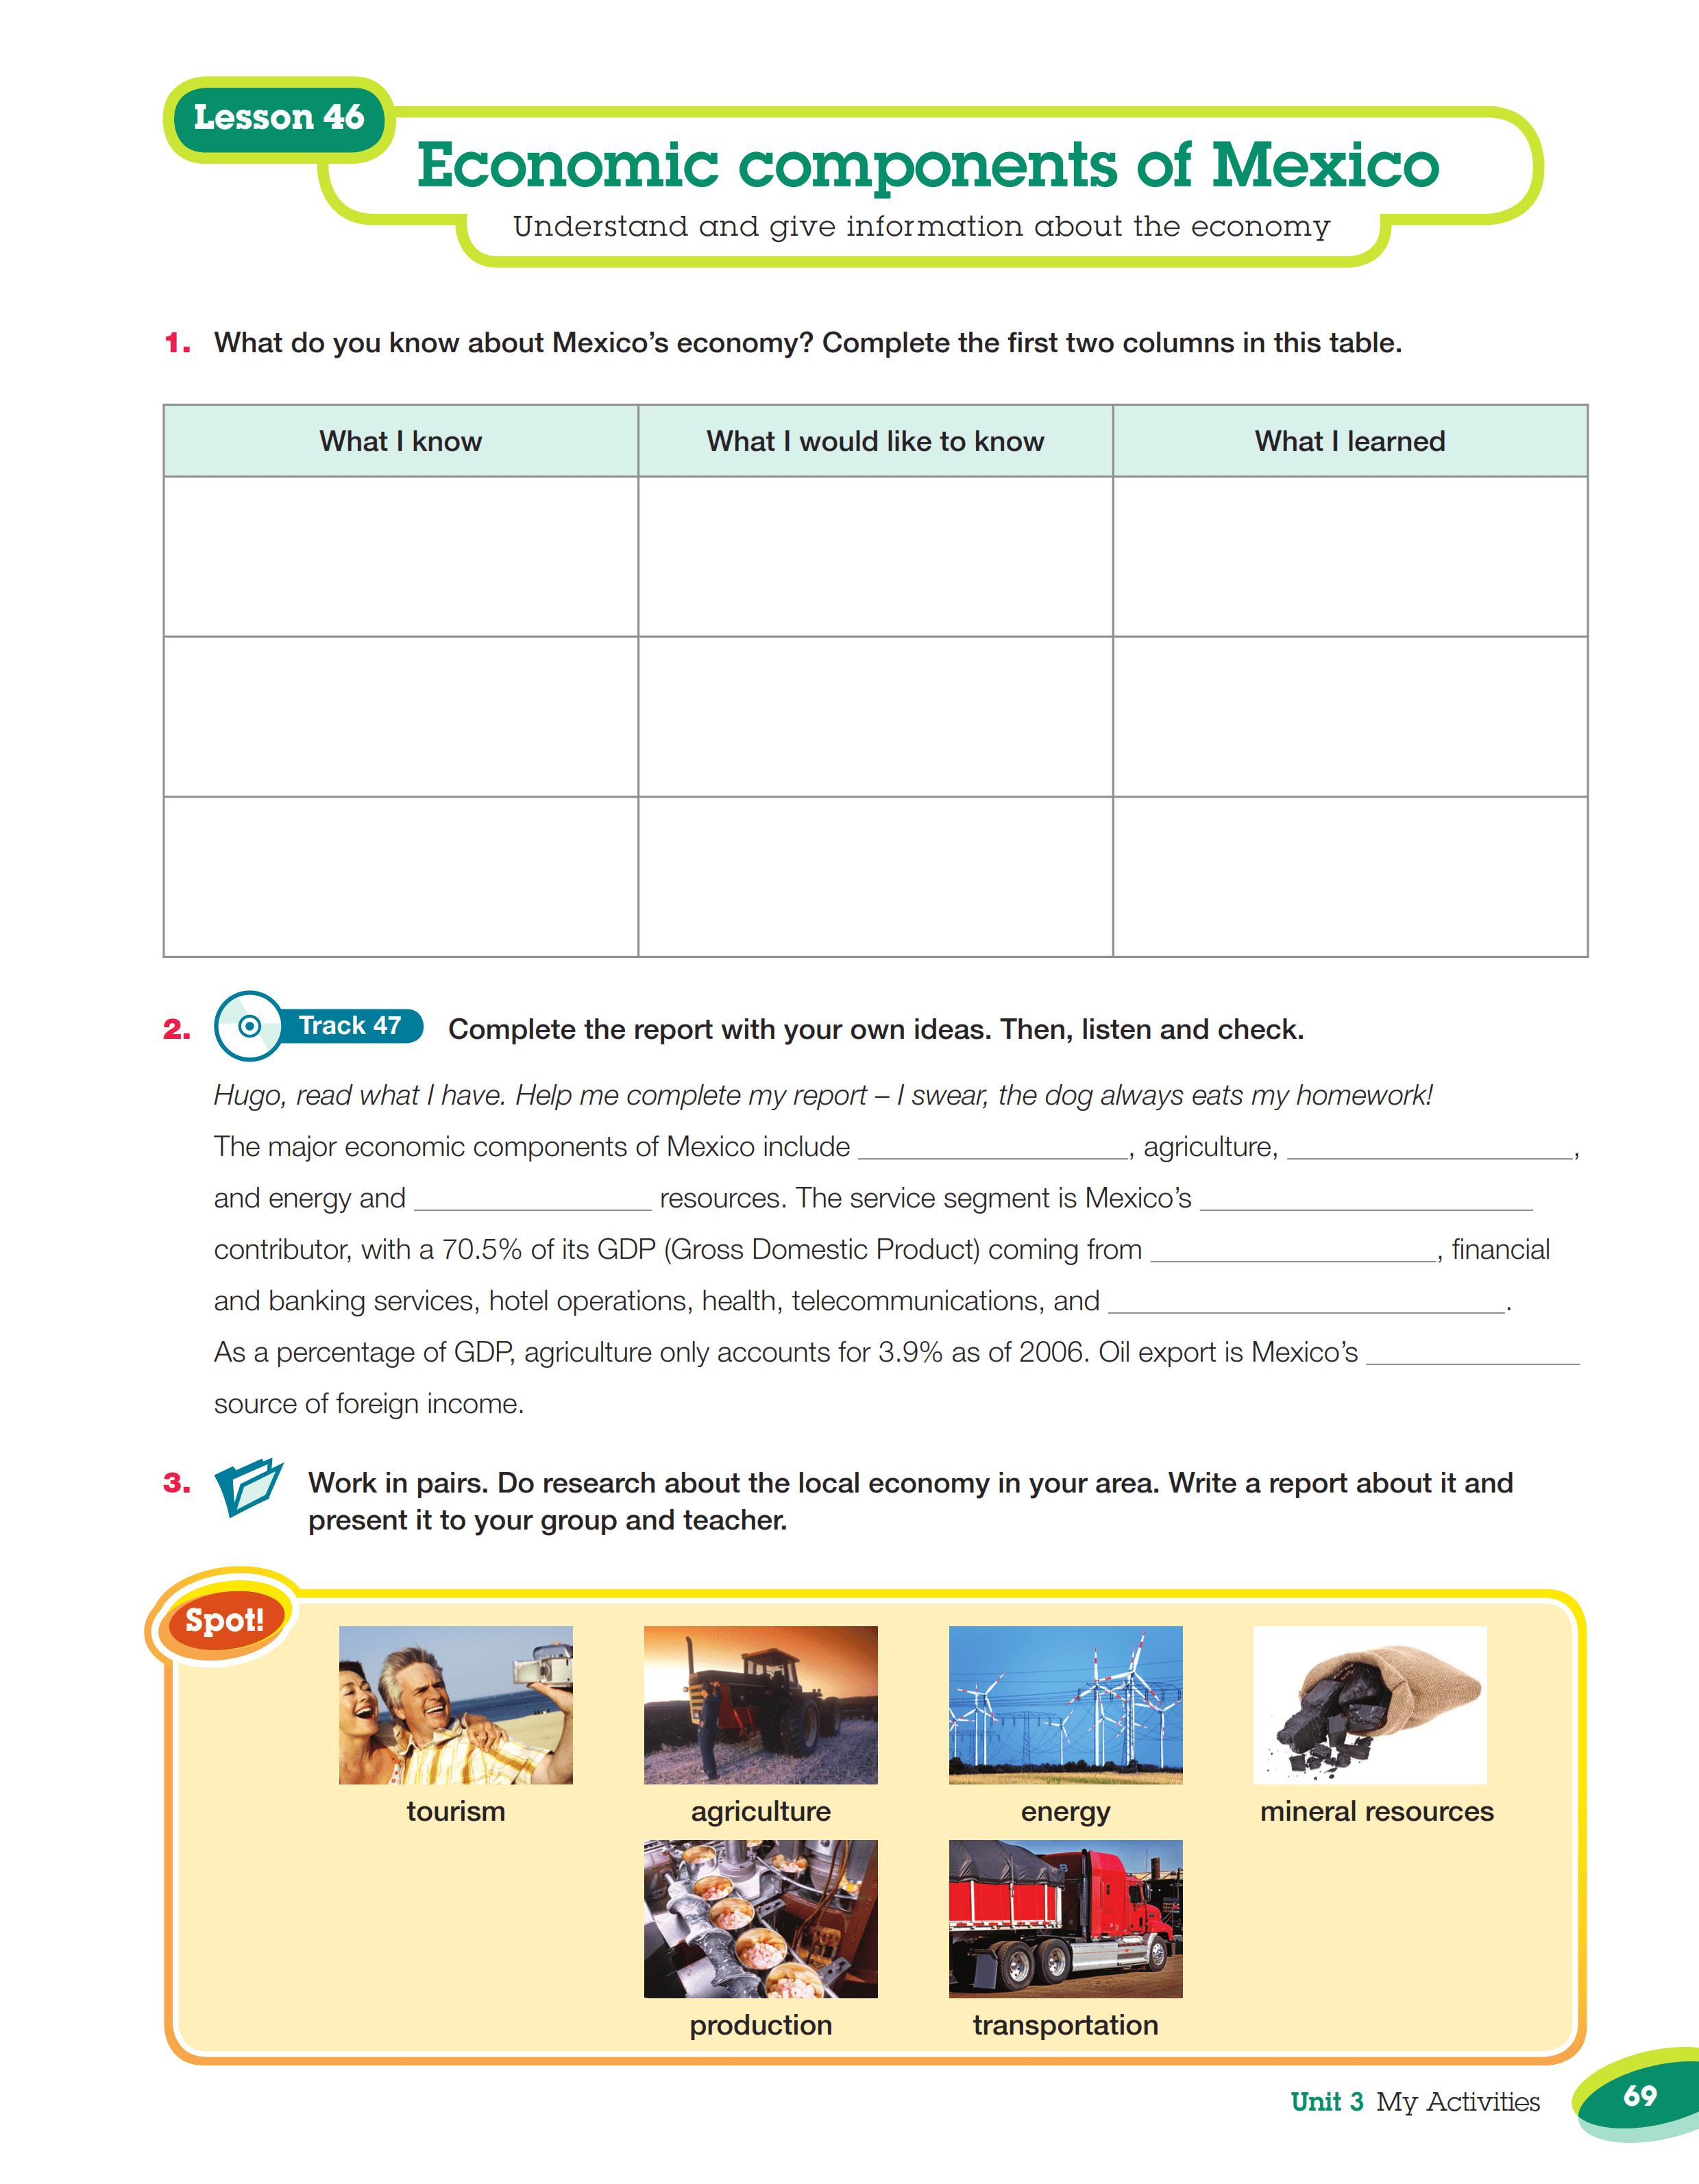 Lesson 46
Economic components of Mexico
Understand and give information about the economy
1. What do you know about Mexico's economy? Complete the first two columns in this table.
What I know
What I would like to know
What I learned
2. Track 47 Complete the report with your own ideas. Then, listen and check.
Hugo, read what I have. Help me complete my report – I swear, the dog always eats my homework!
The major economic components of Mexico include ____________, agriculture, ____________,
and energy and ____________ resources. The service segment is Mexico's ____________
contributor, with a 70.5% of its GDP (Gross Domestic Product) coming from ____________, financial
and banking services, hotel operations, health, telecommunications, and ____________.
As a percentage of GDP, agriculture only accounts for 3.9% as of 2006. Oil export is Mexico's ____________
source of foreign income.
3. Work in pairs. Do research about the local economy in your area. Write a report about it and
present it to your group and teacher.
Spot!
tourism
agriculture
energy
mineral resources
production
transportation
Unit 3 My Activities
69